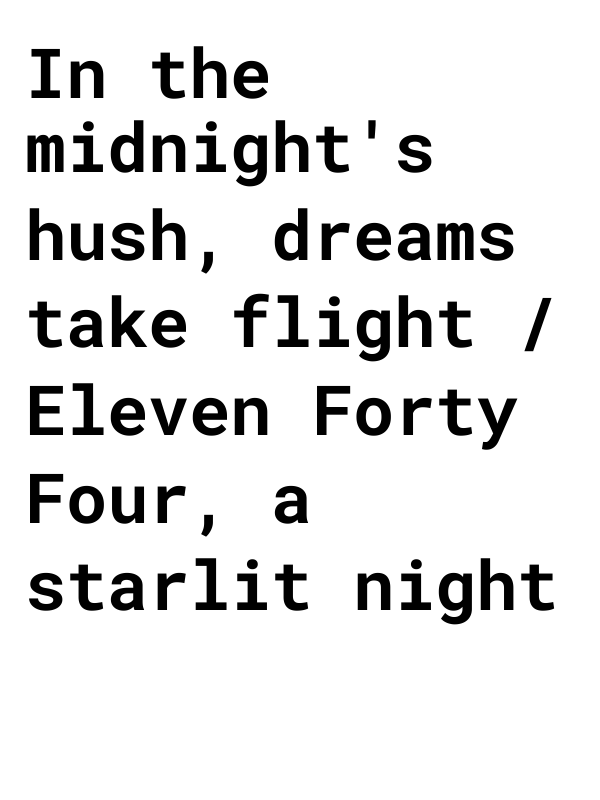 In the
midnight's
hush, dreams
take flight /
Eleven Forty
Four, a
starlit night